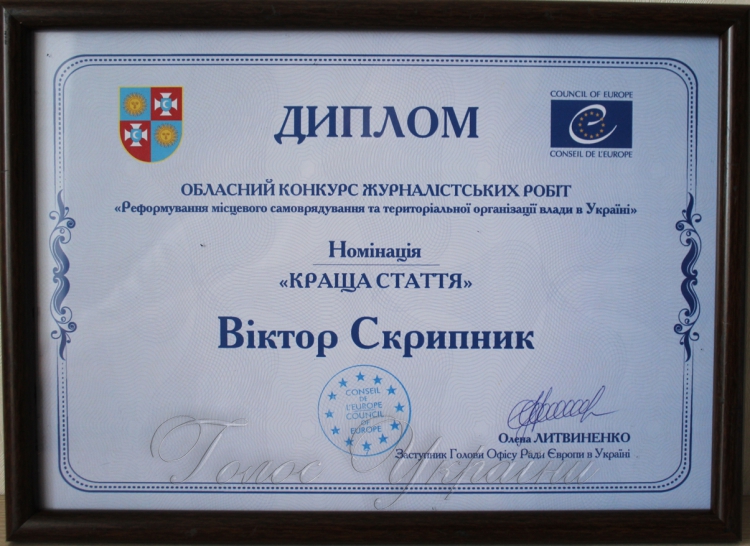 COUNCIL OF EUROPE
CONSEIL DE L'EUROPE
ДИПЛОМ
ОБЛАСНИЙ КОНКУРС ЖУРНАЛІСТСЬКИХ РОБІТ
«Реформування місцевого самоврядування та територіальної організації влади в Україні»
Номінація
«КРАЩА СТАТТЯ»
Віктор Скрипник
CONSEIL
DE
L'EUROPE
COUNCIL
OF
EUROPE
Олена ЛИТВИНЕНКО
Заступник Голови Офісу Ради Європи в Україні
Голос України